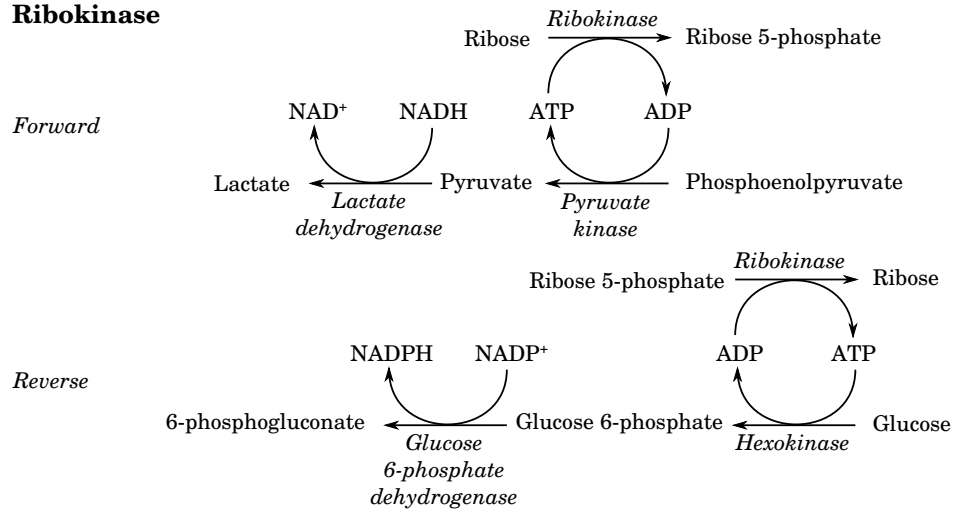 Ribokinase
Ribokinase
Ribose Ribose 5-phosphate
NAD⁺ NADH ATP ADP
Forward
Lactate Pyruvate Phosphoenolpyruvate
Lactate Pyruvate
dehydrogenase kinase
Ribokinase
Ribose 5-phosphate Ribose
NADPH NADP⁺ ADP ATP
Reverse
6-phosphogluconate Glucose 6-phosphate Glucose
Glucose Hexokinase
6-phosphate
dehydrogenase